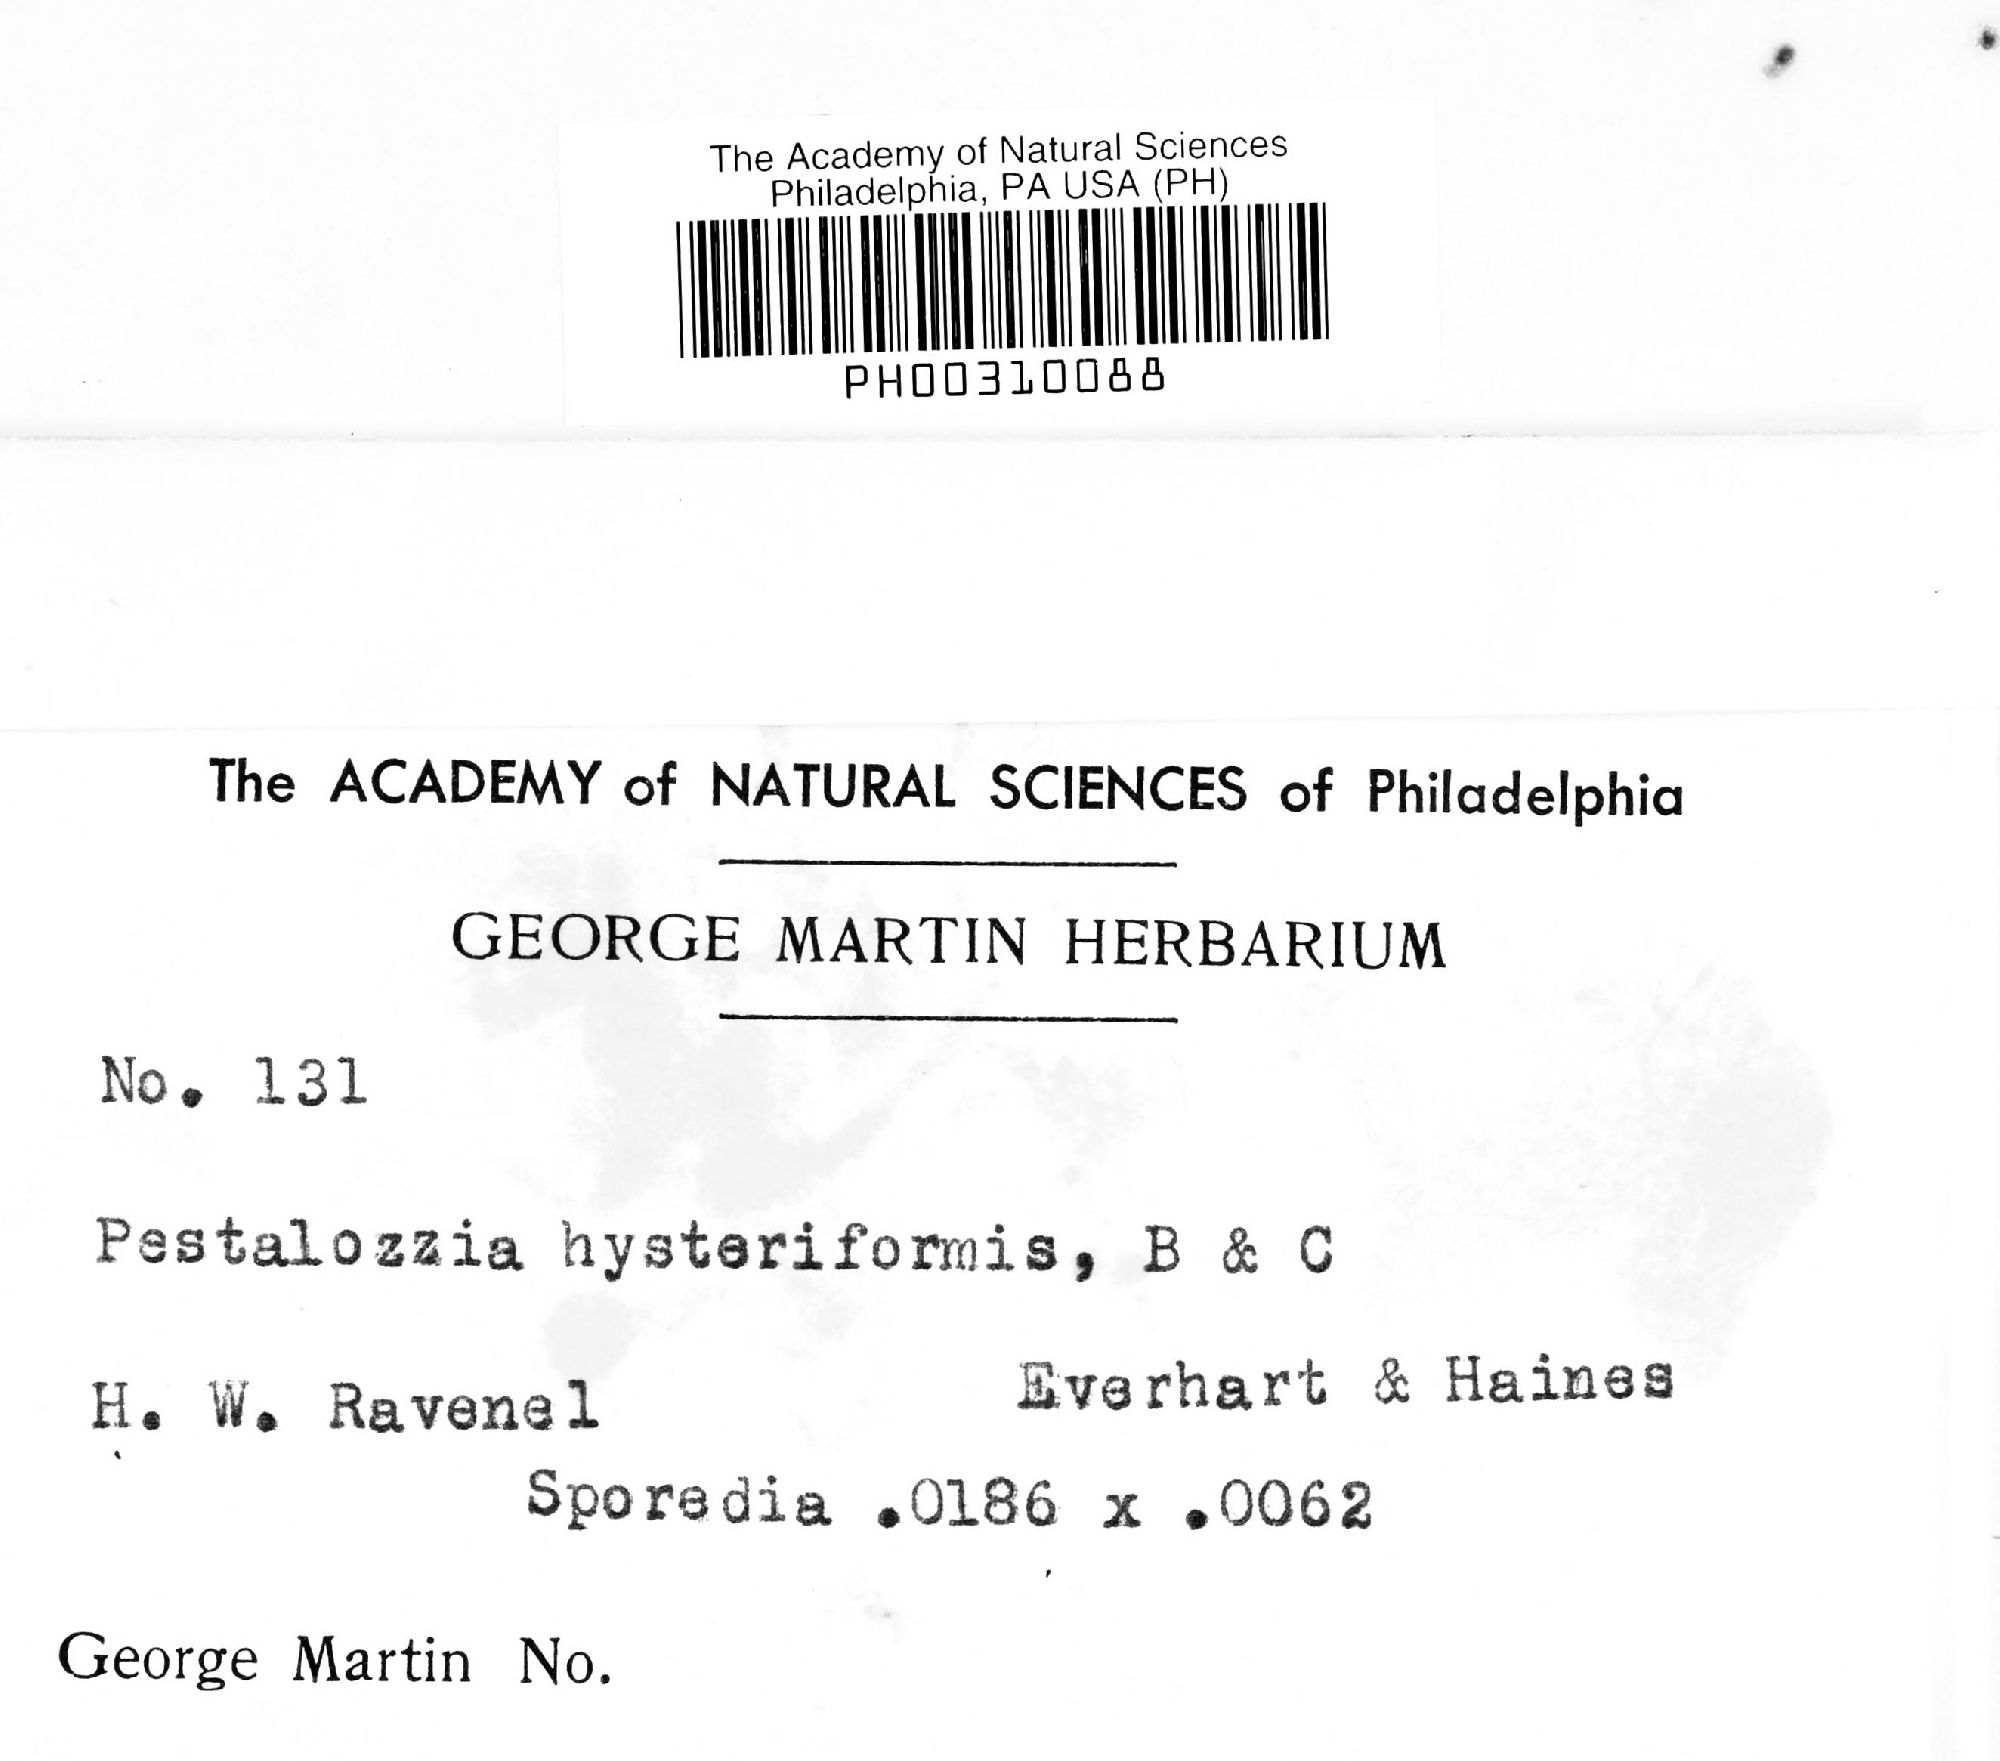 The Academy of Natural Sciences
Philadelphia, PA USA (PH)
PH00310088
The ACADEMY of NATURAL SCIENCES of Philadelphia
GEORGE MARTIN HERBARIUM
No. 131
Pestalozzia hysteriformis, B & C
H. W. Ravenel Everhart & Haines
Sporedia .0186 x .0062
George Martin No.